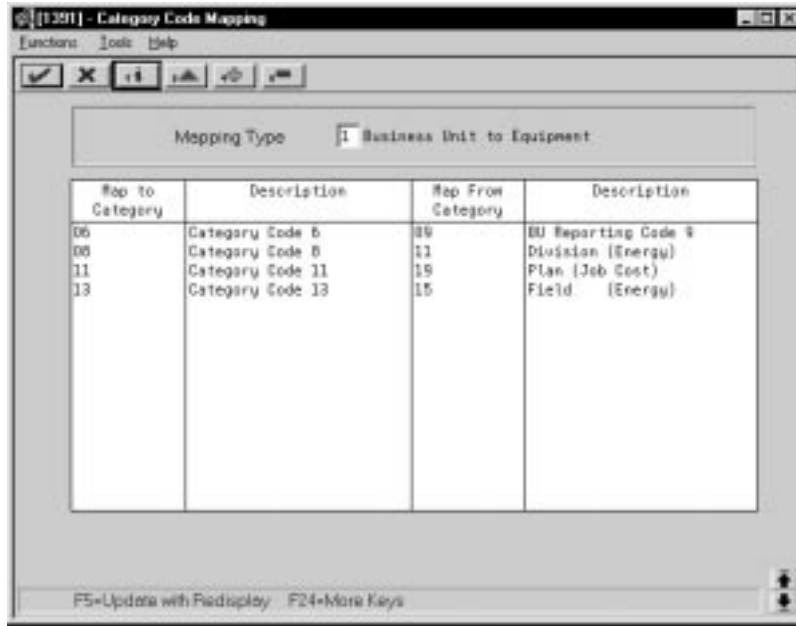 [1391] - Category Code Mapping
Functions Tools Help
Mapping Type 1 Business Unit to Equipment
Map to Category Description Map From Category Description
06 Category Code 6 09 BU Reporting Code 9
08 Category Code 8 11 Division (Energy)
11 Category Code 11 19 Plan (Job Cost)
13 Category Code 13 15 Field (Energy)
F5=Update with Redisplay F24=More Keys